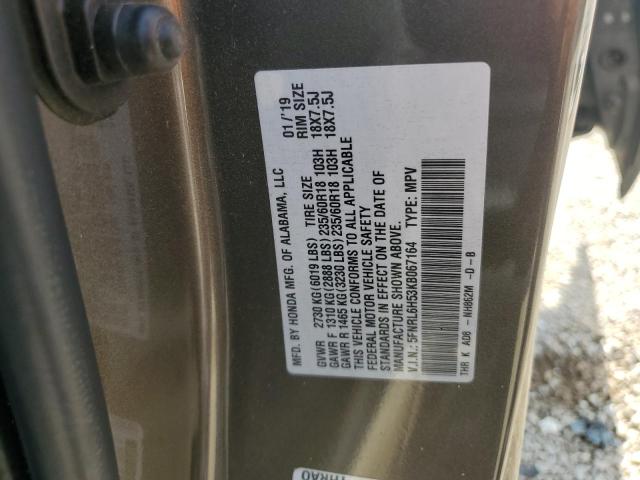 MFD. BY HONDA MFG. OF ALABAMA, LLC 01/'19
GVWR 2730 KG (6019 LBS) TIRE SIZE RIM SIZE
GAWR F 1310 KG (2888 LBS) 235/60R18 103H 18X7.5J
GAWR R 1465 KG (3230 LBS) 235/60R18 103H 18X7.5J
THIS VEHICLE CONFORMS TO ALL APPLICABLE
FEDERAL MOTOR VEHICLE SAFETY
STANDARDS IN EFFECT ON THE DATE OF
MANUFACTURE SHOWN ABOVE.
V.I.N.: 5FNRL6H53KB067164 TYPE: MPV
THR K AD8 -NH862M -D-B
THRAO